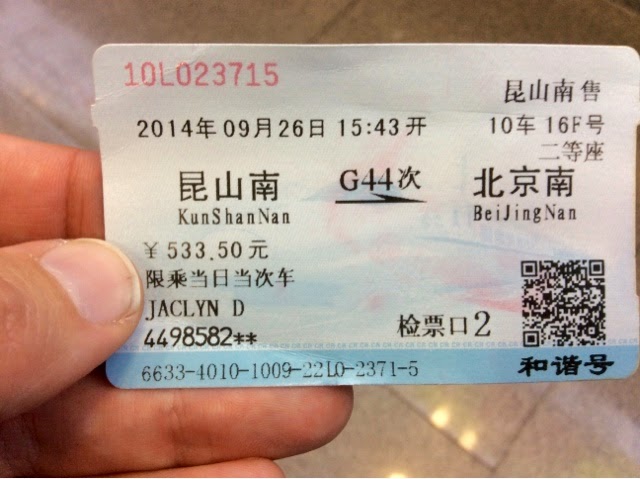 10L023715
昆山南售
2014年09月26日 15:43开 10车 16F号
二等座
昆山南 G44次 北京南
KunShanNan BeiJingNan
￥533.50元
限乘当日当次车
JACLYN D
4498582** 检票口2
和谐号
6633-4010-1009-22L0-2371-5